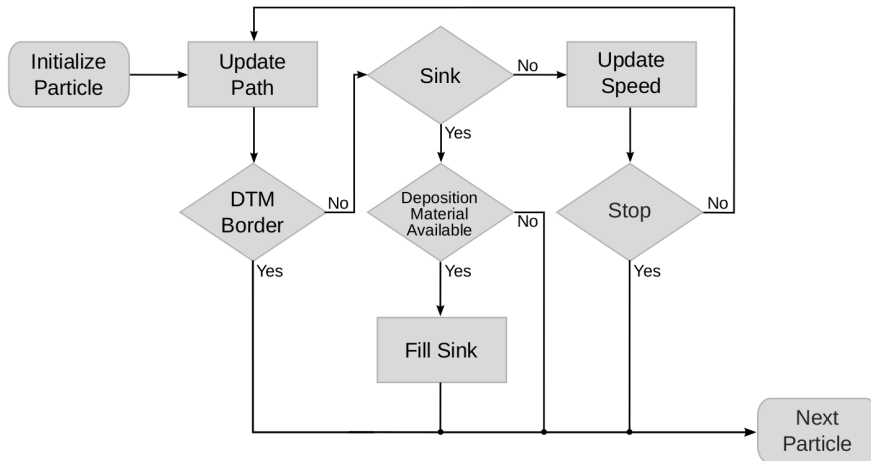 Initialize
Particle
Update
Path
Sink
No
Update
Speed
Yes
DTM
Border
No
Deposition
Material
Available
No
Stop
No
Yes
Yes
Yes
Fill Sink
Next
Particle